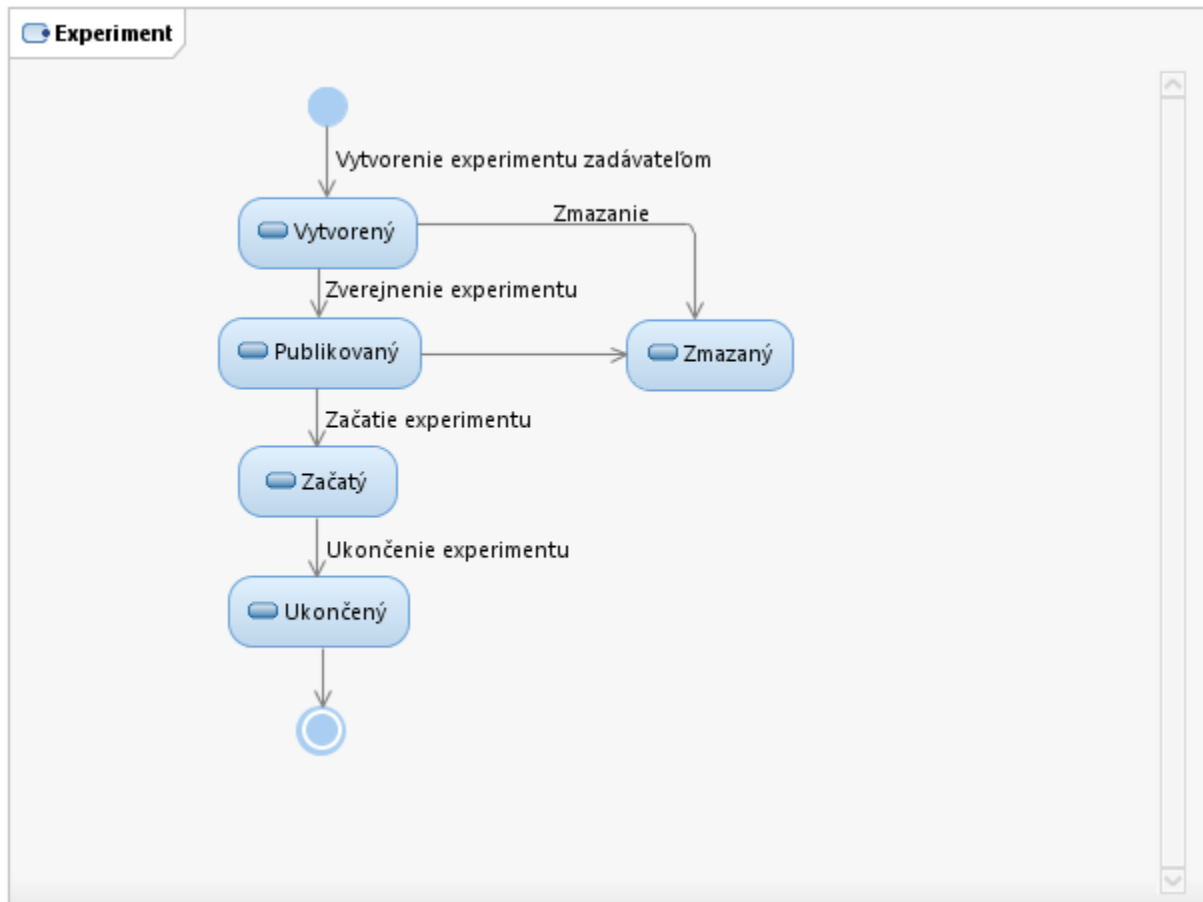 Experiment
Vytvorenie experimentu zadávateľom
Vytvorený
Zmazanie
Zverejnenie experimentu
Publikovaný
Zmazaný
Začatie experimentu
Začatý
Ukončenie experimentu
Ukončený